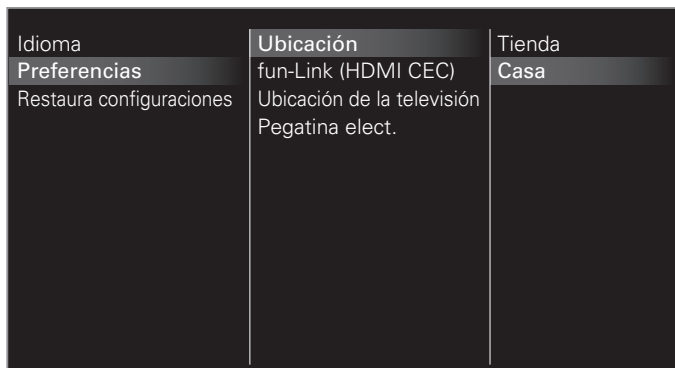 Idioma
Preferencias
Restaura configuraciones
Ubicación
fun-Link (HDMI CEC)
Ubicación de la televisión
Pegatina elect.
Tienda
Casa